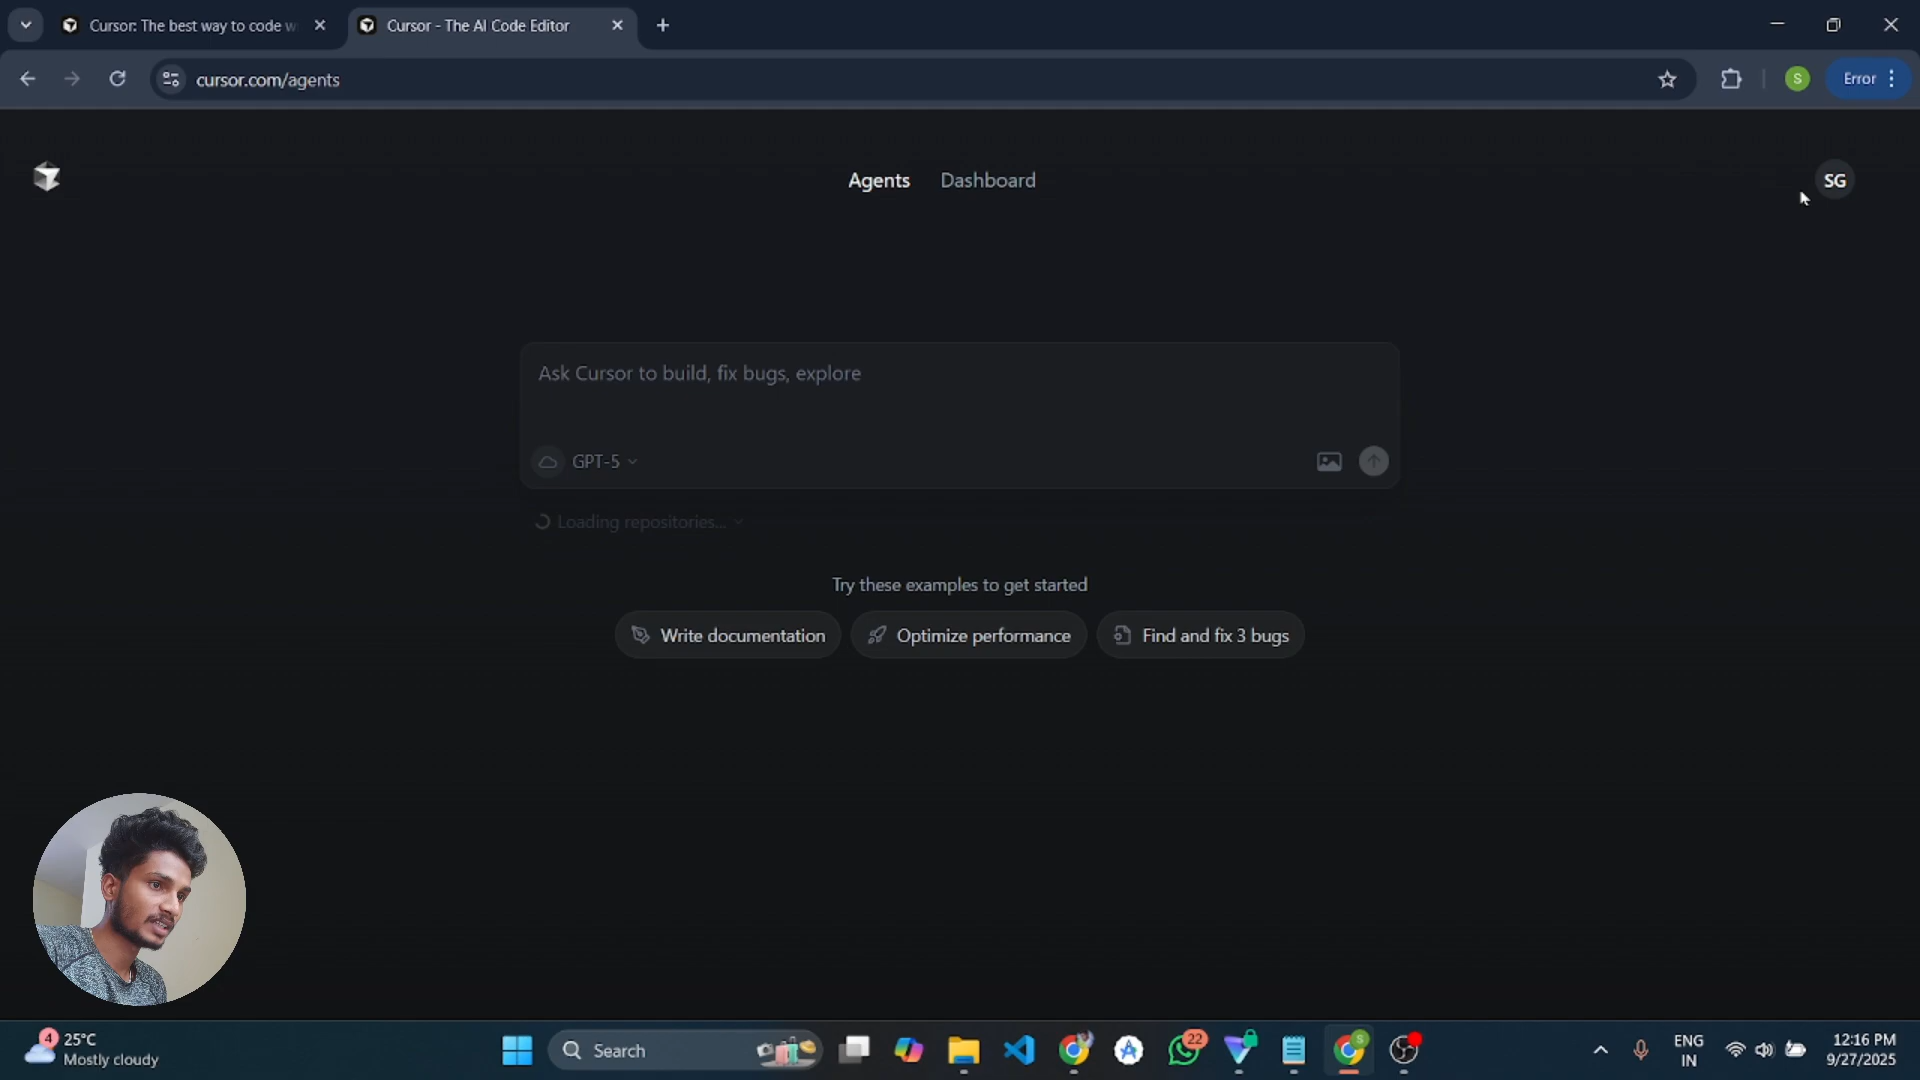 Cursor: The best way to code w
Cursor - The AI Code Editor
cursor.com/agents
S
Error
Agents
Dashboard
SG
Ask Cursor to build, fix bugs, explore
GPT-5
Loading repositories...
Try these examples to get started
Write documentation
Optimize performance
Find and fix 3 bugs
4
25°C
Mostly cloudy
Search
22
S
ENG
IN
12:16 PM
9/27/2025